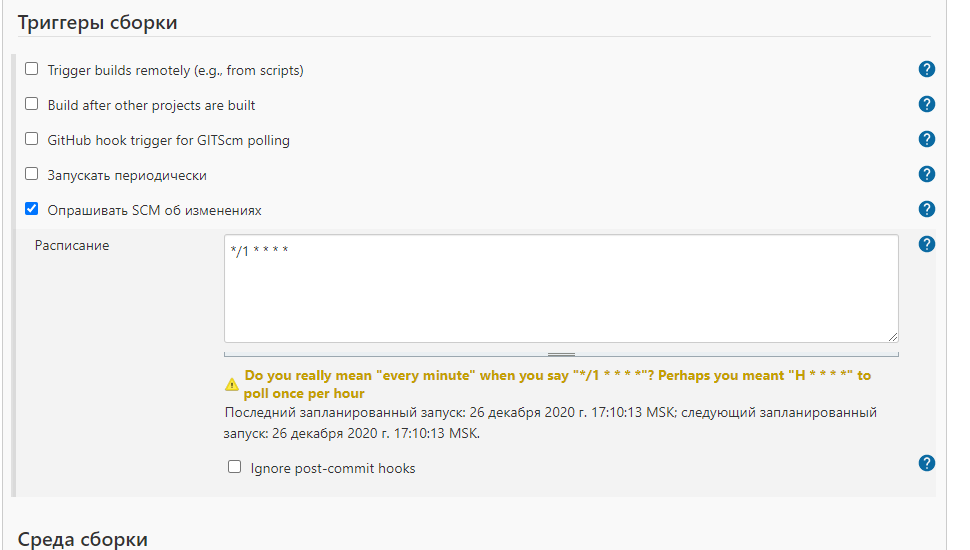 Триггеры сборки
Trigger builds remotely (e.g., from scripts)
Build after other projects are built
GitHub hook trigger for GITScm polling
Запускать периодически
Опрашивать SCM об изменениях
Расписание
*/1 * * * *
Do you really mean "every minute" when you say "*/1 * * * *"? Perhaps you meant "H * * * *" to
poll once per hour
Последний запланированный запуск: 26 декабря 2020 г. 17:10:13 MSK; следующий запланированный
запуск: 26 декабря 2020 г. 17:10:13 MSK.
Ignore post-commit hooks
Среда сборки